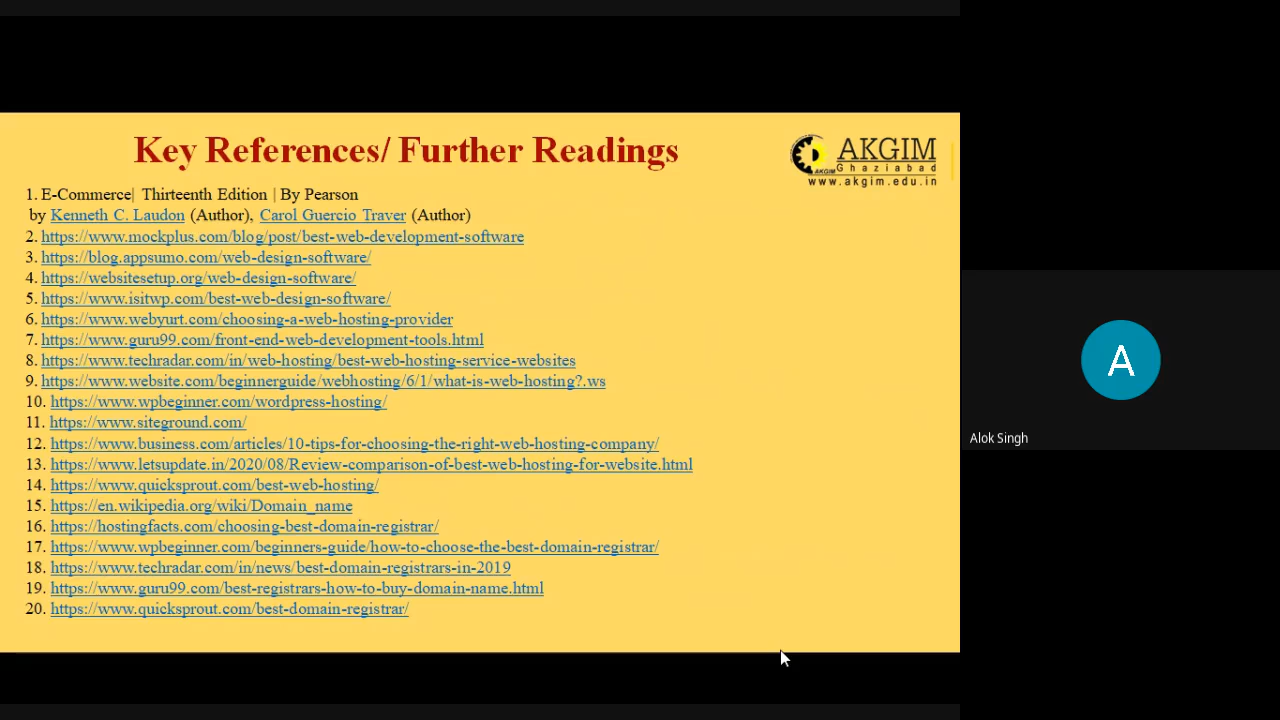 Key References/ Further Readings
AKGIM
Ghaziabad
AKGIM
www.akgim.edu.in
1. E-Commerce| Thirteenth Edition | By Pearson
by Kenneth C. Laudon (Author), Carol Guercio Traver (Author)
2. https://www.mockplus.com/blog/post/best-web-development-software
3. https://blog.appsumo.com/web-design-software/
4. https://websitesetup.org/web-design-software/
5. https://www.isitwp.com/best-web-design-software/
6. https://www.webyurt.com/choosing-a-web-hosting-provider
7. https://www.guru99.com/front-end-web-development-tools.html
8. https://www.techradar.com/in/web-hosting/best-web-hosting-service-websites
9. https://www.website.com/beginnerguide/webhosting/6/1/what-is-web-hosting?.ws
10. https://www.wpbeginner.com/wordpress-hosting/
11. https://www.siteground.com/
12. https://www.business.com/articles/10-tips-for-choosing-the-right-web-hosting-company/
13. https://www.letsupdate.in/2020/08/Review-comparison-of-best-web-hosting-for-website.html
14. https://www.quicksprout.com/best-web-hosting/
15. https://en.wikipedia.org/wiki/Domain_name
16. https://hostingfacts.com/choosing-best-domain-registrar/
17. https://www.wpbeginner.com/beginners-guide/how-to-choose-the-best-domain-registrar/
18. https://www.techradar.com/in/news/best-domain-registrars-in-2019
19. https://www.guru99.com/best-registrars-how-to-buy-domain-name.html
20. https://www.quicksprout.com/best-domain-registrar/
A
Alok Singh